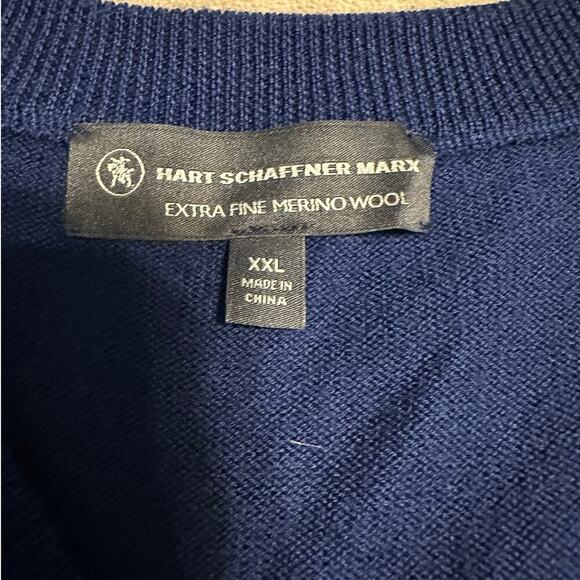 HART SCHAFFNER MARX
EXTRA FINE MERINO WOOL
XXL
MADE IN
CHINA